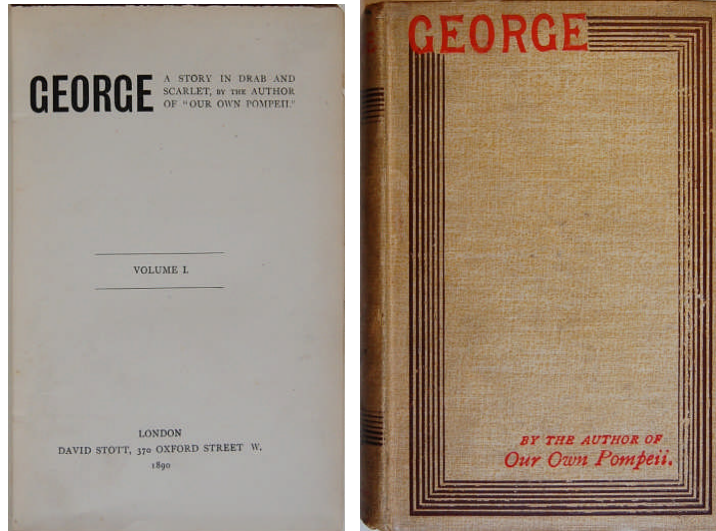 GEORGE
A STORY IN DRAB AND
SCARLET, BY THE AUTHOR
OF "OUR OWN POMPEII."
VOLUME I.
LONDON
DAVID STOTT, 370 OXFORD STREET W.
1890
GEORGE
BY THE AUTHOR OF
Our Own Pompeii.